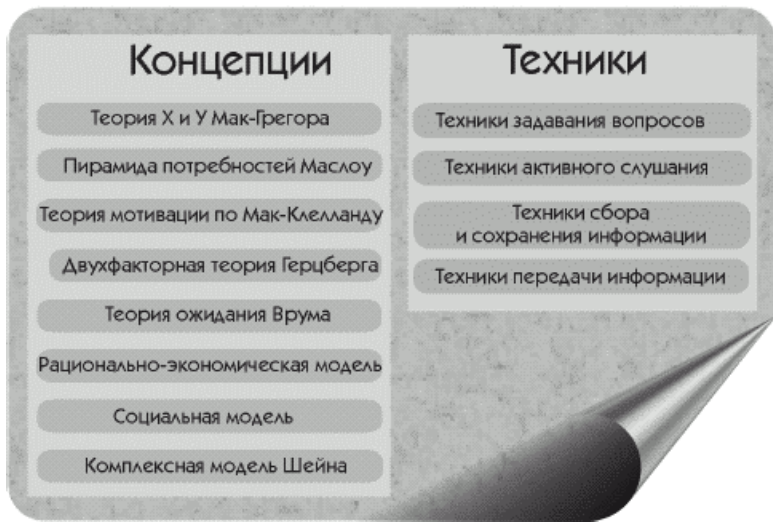 Концепции
Теория Х и У Мак-Грегора
Пирамида потребностей Маслоу
Теория мотивации по Мак-Клелланду
Двухфакторная теория Герцберга
Теория ожидания Врума
Рационально-экономическая модель
Социальная модель
Комплексная модель Шейна
Техники
Техники задавания вопросов
Техники активного слушания
Техники сбора
и сохранения информации
Техники передачи информации